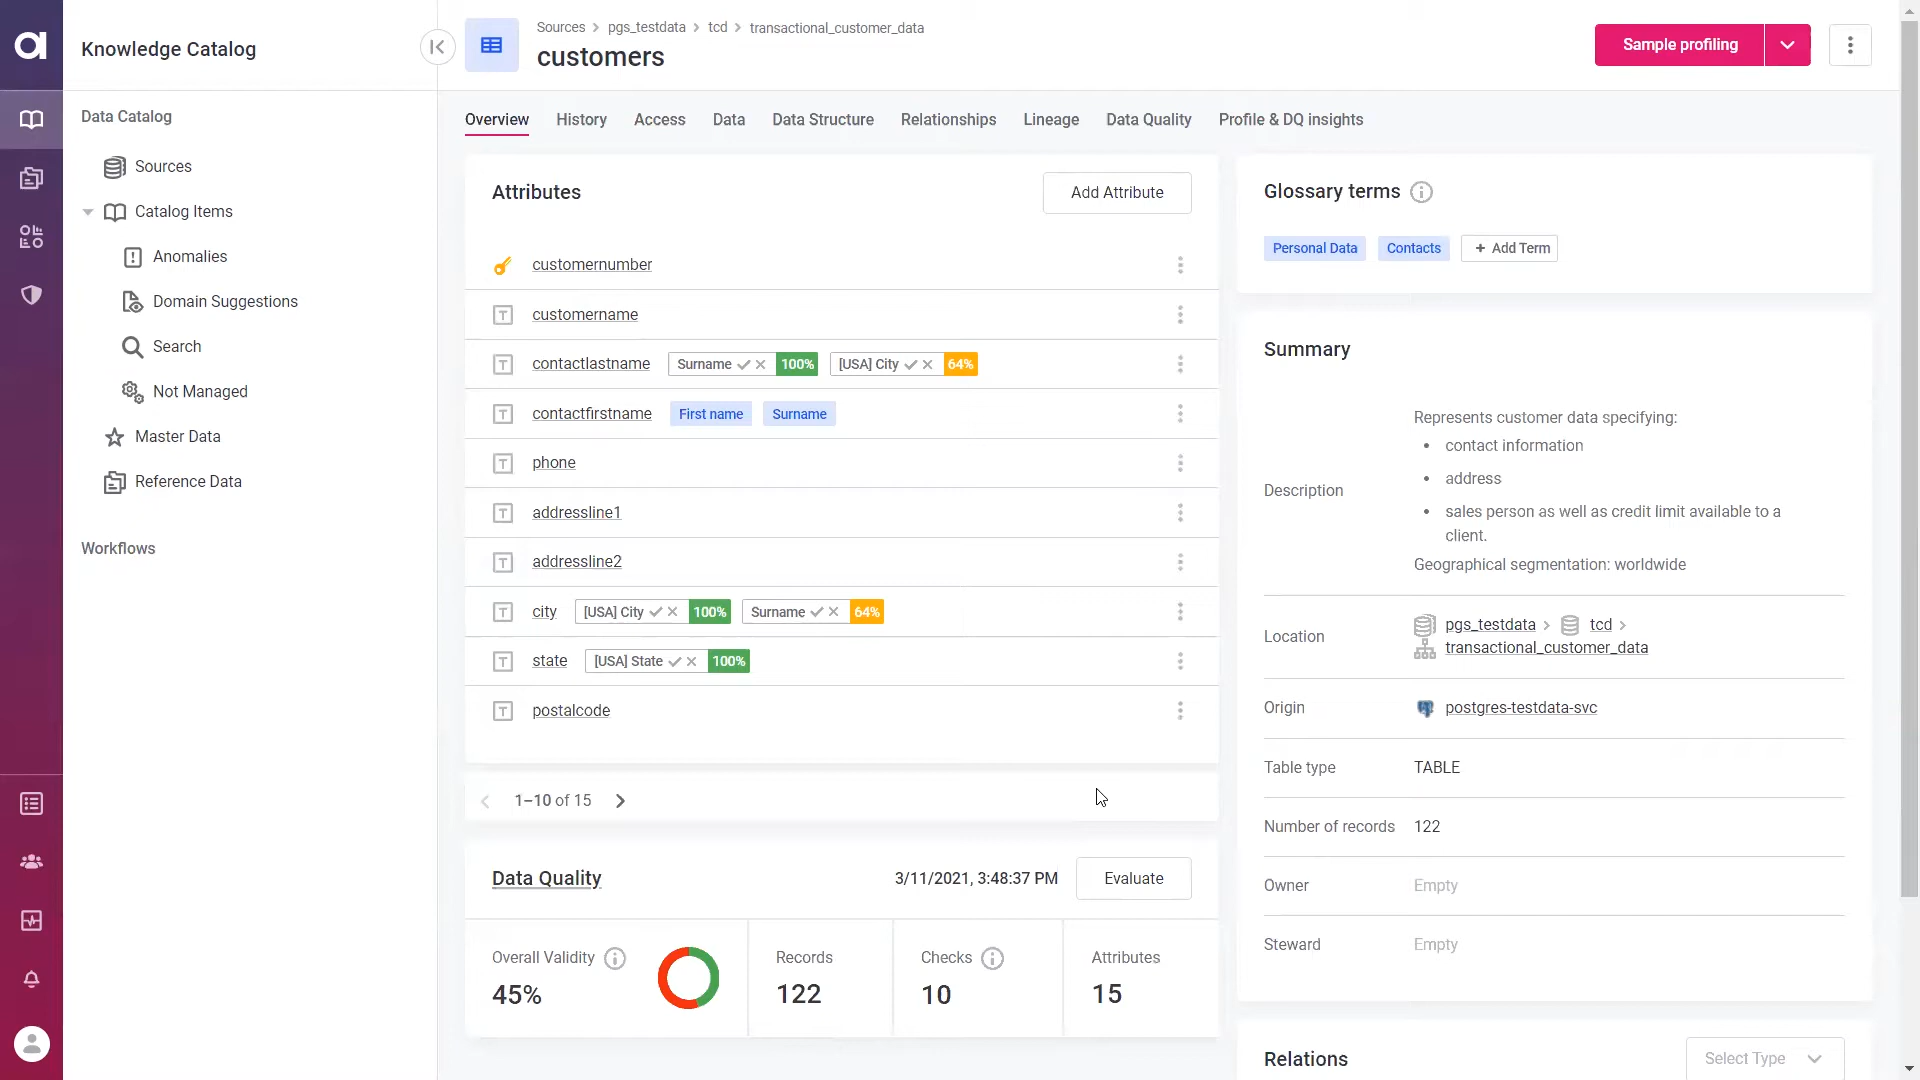 Knowledge Catalog
Data Catalog
Sources
Catalog Items
Anomalies
Domain Suggestions
Search
Not Managed
Master Data
Reference Data
Workflows
Sources > pgs_testdata > tcd > transactional_customer_data
customers
Sample profiling
Overview History Access Data Data Structure Relationships Lineage Data Quality Profile & DQ insights
Attributes
Add Attribute
customernumber
customername
contactlastname Surname 100% [USA] City 64%
contactfirstname First name Surname
phone
addressline1
addressline2
city [USA] City 100% Surname 64%
state [USA] State 100%
postalcode
1–10 of 15
Data Quality 3/11/2021, 3:48:37 PM Evaluate
Overall Validity
45%
Records
122
Checks
10
Attributes
15
Glossary terms
Personal Data Contacts + Add Term
Summary
Description
Represents customer data specifying:
• contact information
• address
• sales person as well as credit limit available to a
client.
Geographical segmentation: worldwide
Location pgs_testdata > tcd >
transactional_customer_data
Origin postgres-testdata-svc
Table type TABLE
Number of records 122
Owner Empty
Steward Empty
Relations Select Type